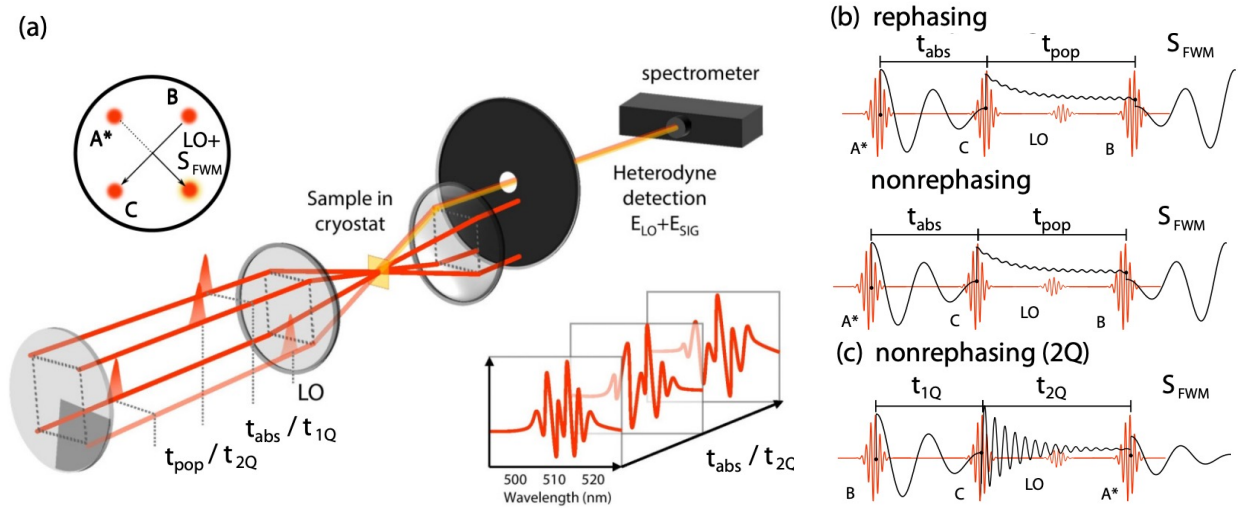 (a)
B
A*
LO+
S FWM
C
Sample in
cryostat
spectrometer
Heterodyne
detection
E LO+E SIG
LO
t abs / t 1Q
t pop / t 2Q
500 510 520
Wavelength (nm)
t abs / t 2Q
(b) rephasing
t abs t pop S FWM
A* C LO B
nonrephasing
t abs t pop S FWM
A* C LO B
(c) nonrephasing (2Q)
t 1Q t 2Q S FWM
B C LO A*